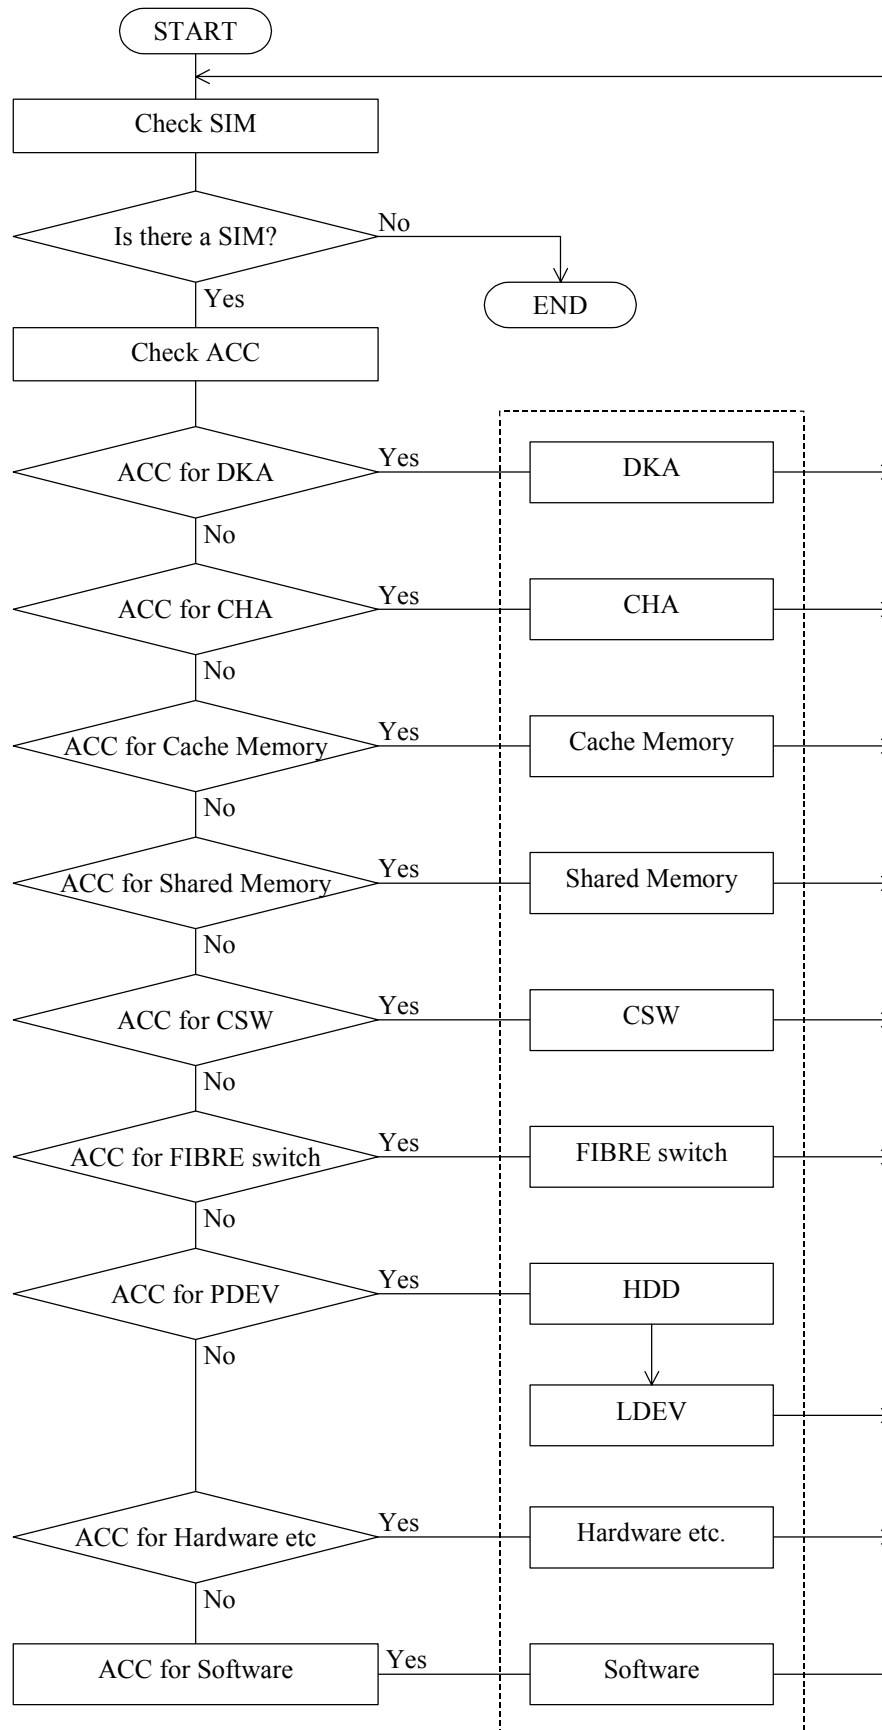 START
Check SIM
Is there a SIM?
No
Yes
END
Check ACC
ACC for DKA
Yes
DKA
No
ACC for CHA
Yes
CHA
No
ACC for Cache Memory
Yes
Cache Memory
No
ACC for Shared Memory
Yes
Shared Memory
No
ACC for CSW
Yes
CSW
No
ACC for FIBRE switch
Yes
FIBRE switch
No
ACC for PDEV
Yes
HDD
No
LDEV
ACC for Hardware etc
Yes
Hardware etc.
No
ACC for Software
Yes
Software